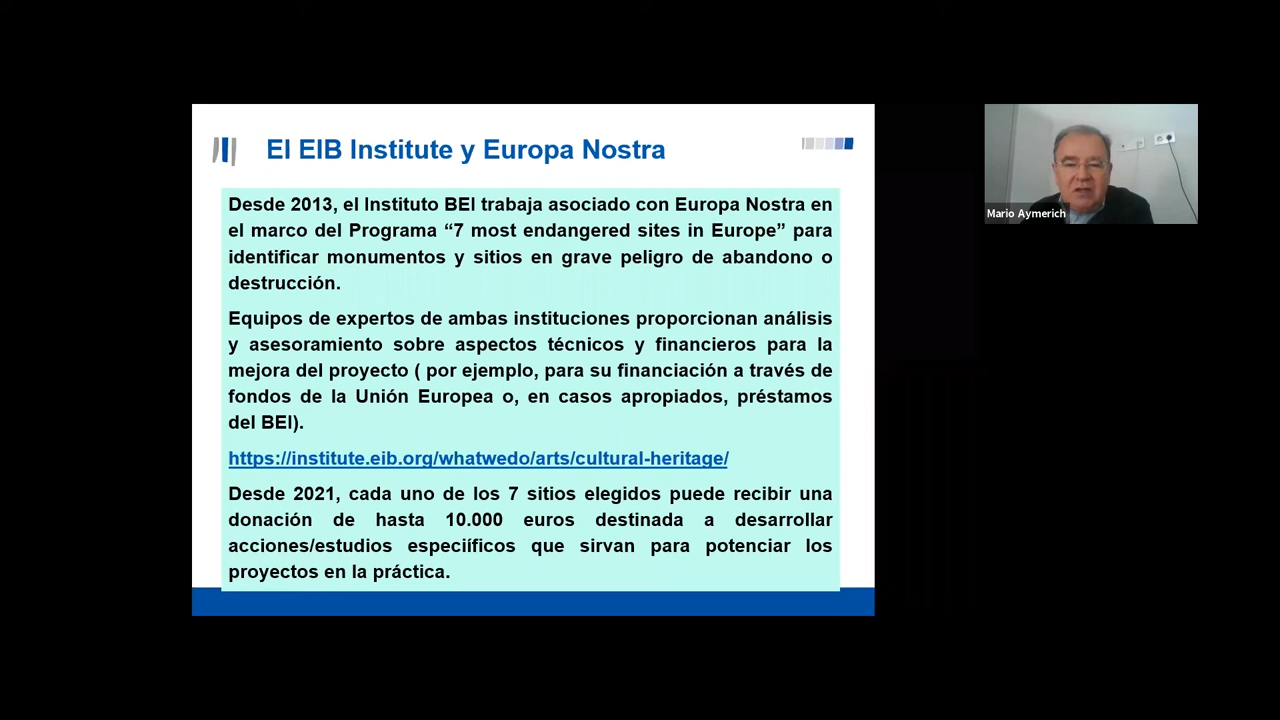 El EIB Institute y Europa Nostra
Desde 2013, el Instituto BEI trabaja asociado con Europa Nostra en
el marco del Programa “7 most endangered sites in Europe” para
identificar monumentos y sitios en grave peligro de abandono o
destrucción.
Equipos de expertos de ambas instituciones proporcionan análisis
y asesoramiento sobre aspectos técnicos y financieros para la
mejora del proyecto ( por ejemplo, para su financiación a través de
fondos de la Unión Europea o, en casos apropiados, préstamos
del BEI).
https://institute.eib.org/whatwedo/arts/cultural-heritage/
Desde 2021, cada uno de los 7 sitios elegidos puede recibir una
donación de hasta 10.000 euros destinada a desarrollar
acciones/estudios especiíficos que sirvan para potenciar los
proyectos en la práctica.
Mario Aymerich